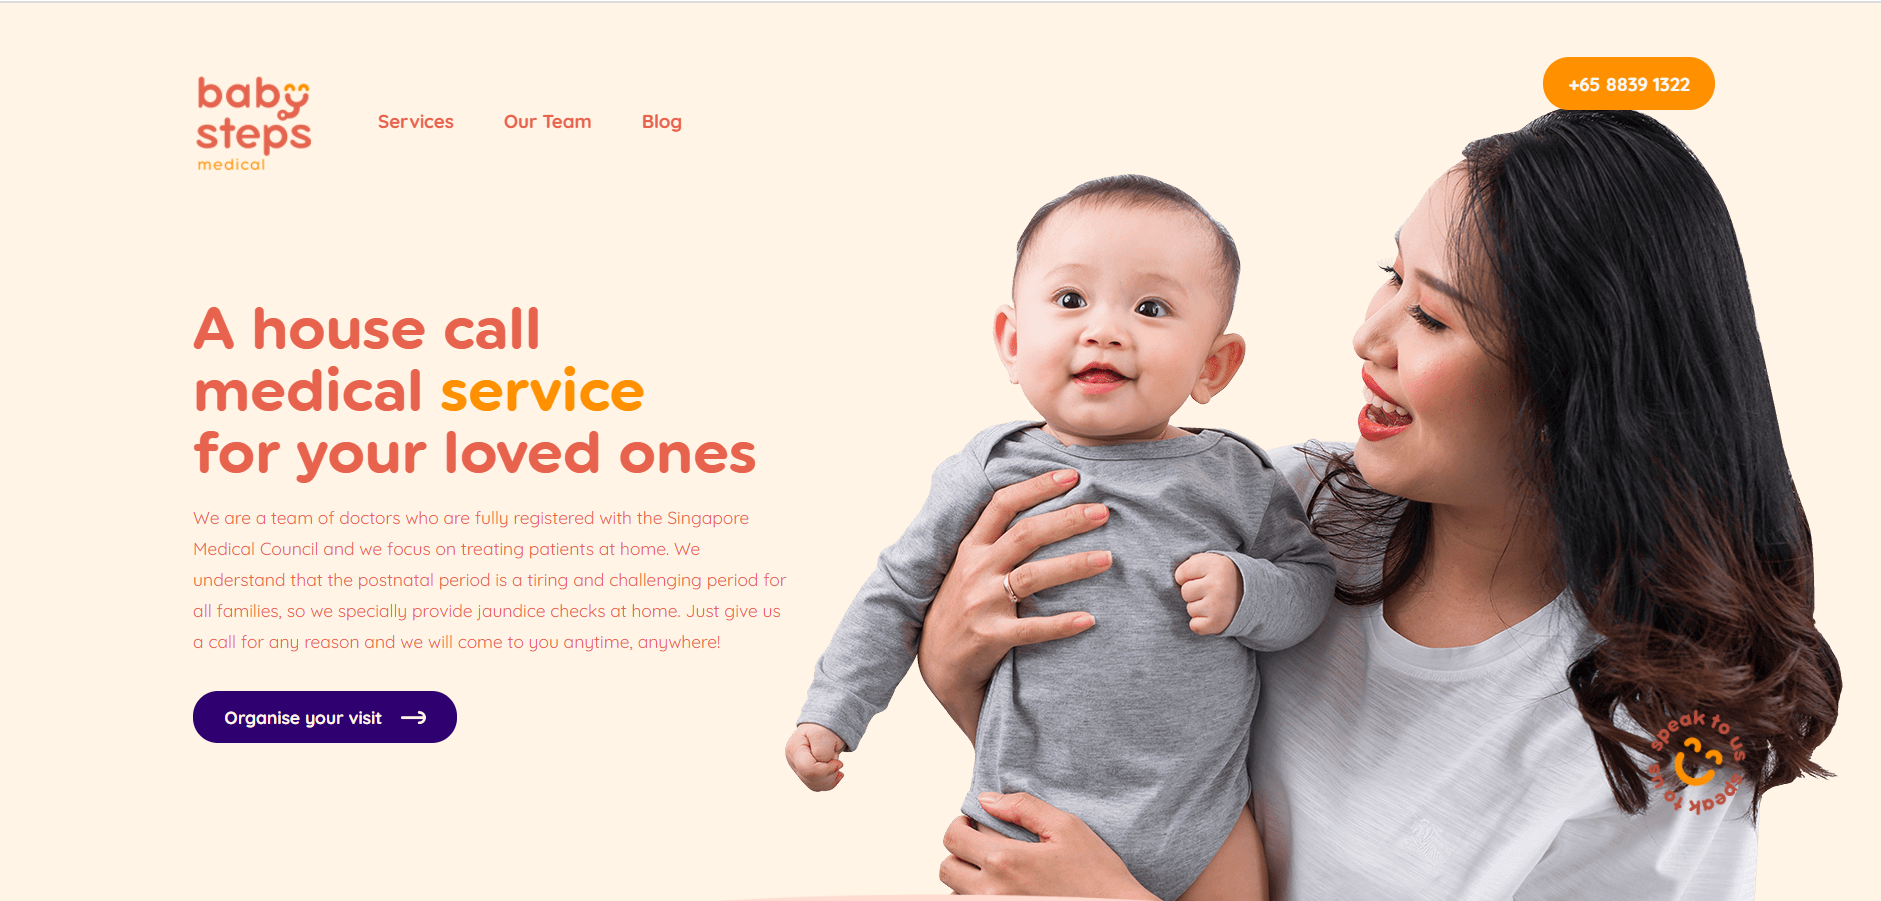 baby
steps
medical
Services
Our Team
Blog
+65 8839 1322
A house call
medical service
for your loved ones
We are a team of doctors who are fully registered with the Singapore
Medical Council and we focus on treating patients at home. We
understand that the postnatal period is a tiring and challenging period for
all families, so we specially provide jaundice checks at home. Just give us
a call for any reason and we will come to you anytime, anywhere!
Organise your visit
speak to us speak to us